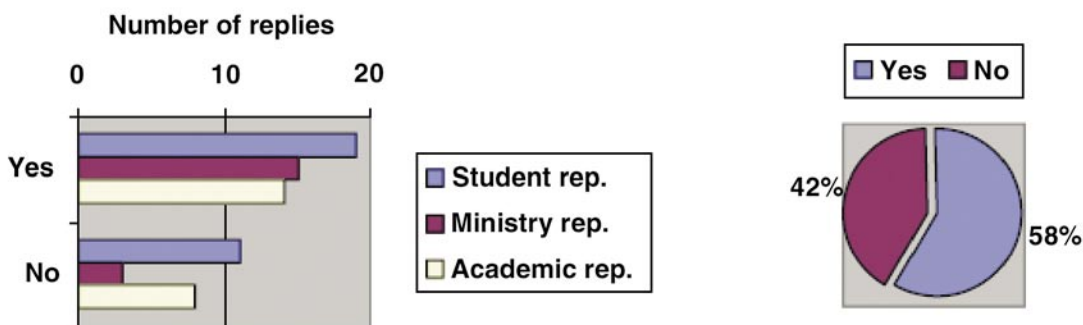 Number of replies
0 10 20
Yes
No
Student rep.
Ministry rep.
Academic rep.
Yes No
42%
58%